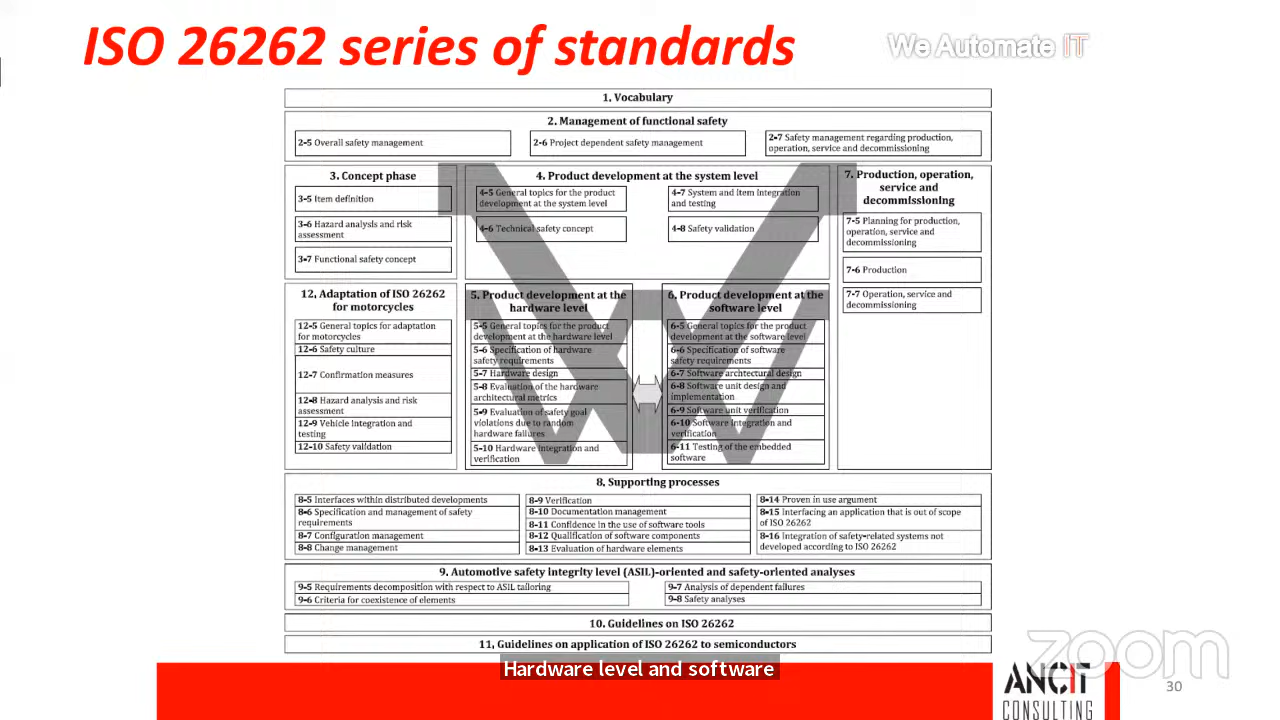 ISO 26262 series of standards
We Automate IT
1. Vocabulary
2. Management of functional safety
2-5 Overall safety management
2-6 Project dependent safety management
2-7 Safety management regarding production,
operation, service and decommissioning
3. Concept phase
3-5 Item definition
3-6 Hazard analysis and risk
assessment
3-7 Functional safety concept
4. Product development at the system level
4-5 General topics for the product
development at the system level
4-6 Technical safety concept
4-7 System and item integration
and testing
4-8 Safety validation
7. Production, operation,
service and
decommissioning
7-5 Planning for production,
operation, service and
decommissioning
7-6 Production
7-7 Operation, service and
decommissioning
12. Adaptation of ISO 26262
for motorcycles
12-5 General topics for adaptation
for motorcycles
12-6 Safety culture
12-7 Confirmation measures
12-8 Hazard analysis and risk
assessment
12-9 Vehicle integration and
testing
12-10 Safety validation
5. Product development at the
hardware level
5-5 General topics for the product
development at the hardware level
5-6 Specification of hardware
safety requirements
5-7 Hardware design
5-8 Evaluation of the hardware
architectural metrics
5-9 Evaluation of safety goal
violations due to random
hardware failures
5-10 Hardware integration and
verification
6. Product development at the
software level
6-5 General topics for the product
development at the software level
6-6 Specification of software
safety requirements
6-7 Software archtectural design
6-8 Software unit design and
implementation
6-9 Software unit verification
6-10 Software integration and
verification
6-11 Testing of the embedded
software
8. Supporting processes
8-5 Interfaces within distributed developments
8-6 Specification and management of safety
requirements
8-7 Configuration management
8-8 Change management
8-9 Verification
8-10 Documentation management
8-11 Confidence in the use of software tools
8-12 Qualification of software components
8-13 Evaluation of hardware elements
8-14 Proven in use argument
8-15 Interfacing an application that is out of scope
of ISO 26262
8-16 Integration of safety-related systems not
developed according to ISO 26262
9. Automotive safety integrity level (ASIL)-oriented and safety-oriented analyses
9-5 Requirements decomposition with respect to ASIL tailoring
9-6 Criteria for coexistence of elements
9-7 Analysis of dependent failures
9-8 Safety analyses
10. Guidelines on ISO 26262
11. Guidelines on application of ISO 26262 to semiconductors
Hardware level and software
zoom
ANCIT
CONSULTING
30